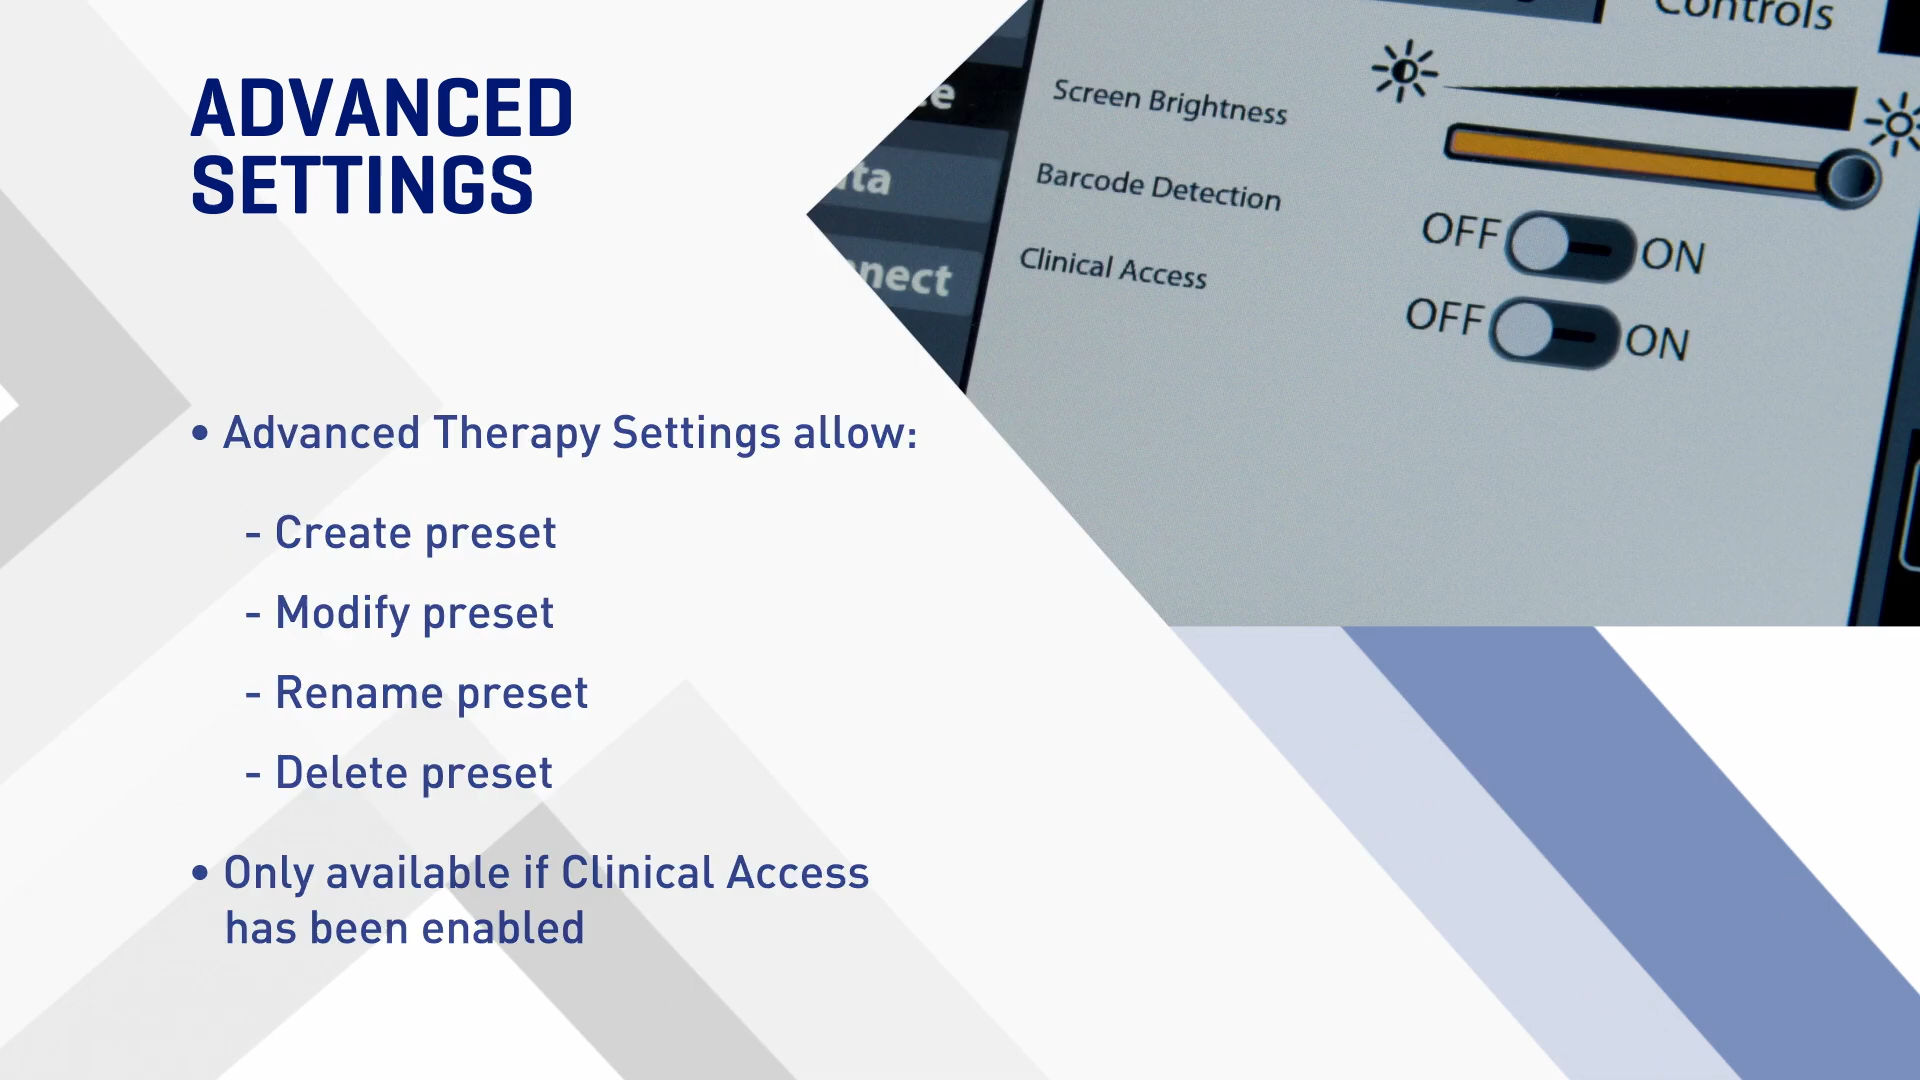 ADVANCED
SETTINGS
• Advanced Therapy Settings allow:
- Create preset
- Modify preset
- Rename preset
- Delete preset
• Only available if Clinical Access
has been enabled
Controls
Screen Brightness
Barcode Detection
OFF ON
Clinical Access
OFF ON